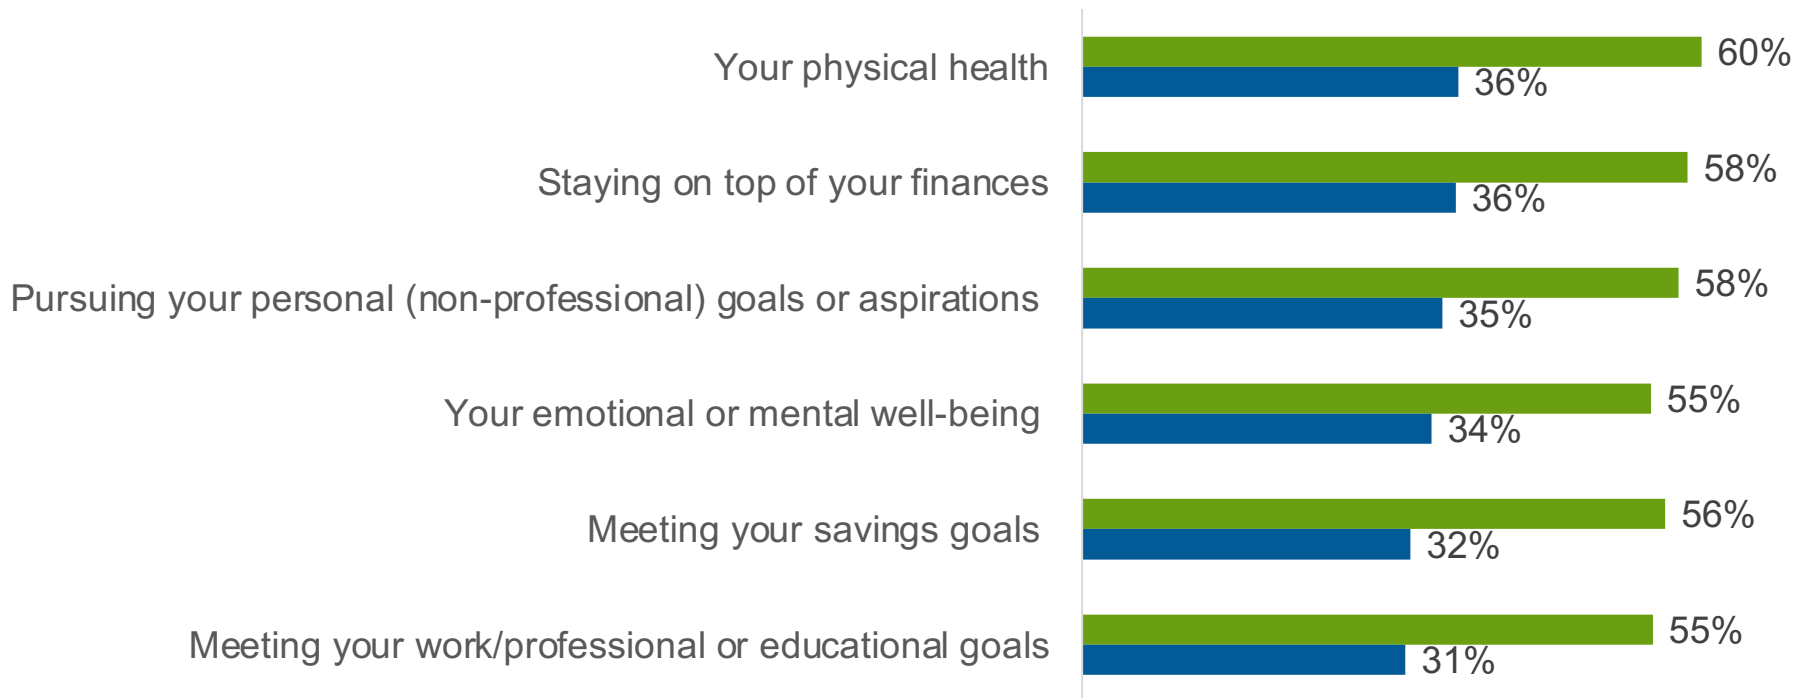 Your physical health
60%
36%
Staying on top of your finances
58%
36%
Pursuing your personal (non-professional) goals or aspirations
58%
35%
Your emotional or mental well-being
55%
34%
Meeting your savings goals
56%
32%
Meeting your work/professional or educational goals
55%
31%